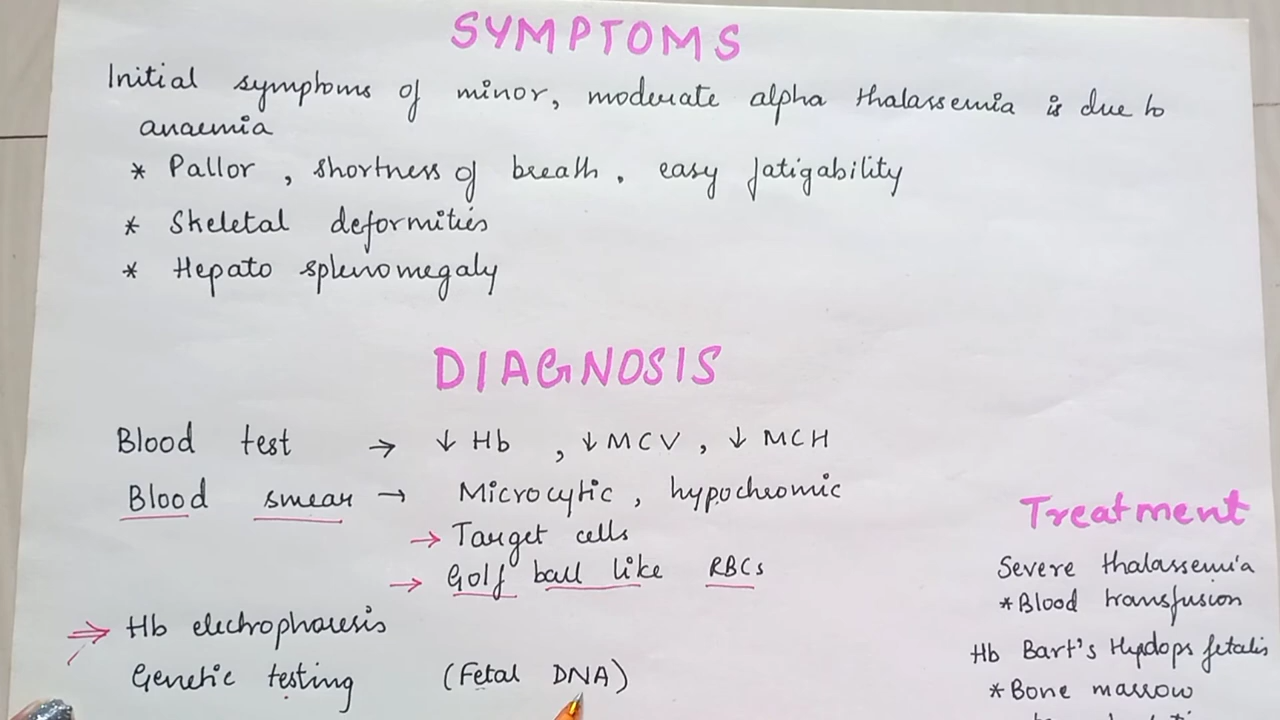 SYMPTOMS
Initial symptoms of minor, moderate alpha thalassemia is due to
anaemia
* Pallor , shortness of breath . easy fatigability
* Skeletal deformities
* Hepato splenomegaly
DIAGNOSIS
Blood test → ↓ Hb , ↓ MCV , ↓ MCH
Blood smear → Microcytic , hypochromic
→ Target cells
→ Golf ball like RBCs
⇒ Hb electrophoresis
Genetic testing (Fetal DNA)
Treatment
Severe thalassemia
* Blood transfusion
Hb Bart's Hydops fetalis
* Bone marrow